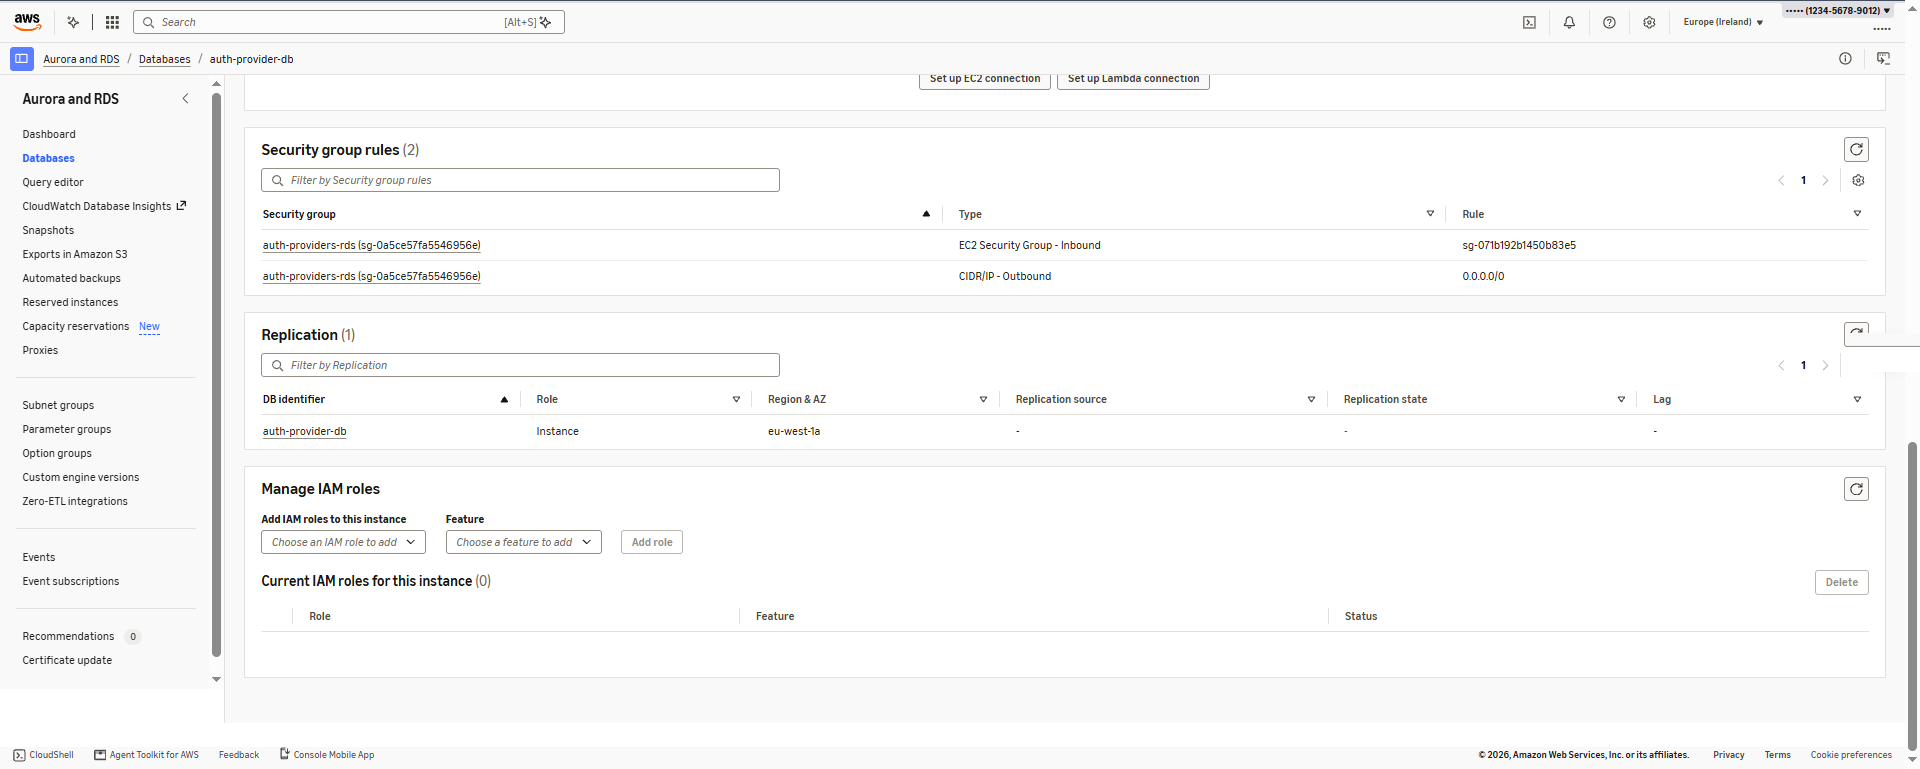 aws
Search [Alt+S]
Europe (Ireland)
(1234-5678-9012)
Aurora and RDS / Databases / auth-provider-db
Aurora and RDS
Dashboard
Databases
Query editor
CloudWatch Database Insights
Snapshots
Exports in Amazon S3
Automated backups
Reserved instances
Capacity reservations New
Proxies
Subnet groups
Parameter groups
Option groups
Custom engine versions
Zero-ETL integrations
Events
Event subscriptions
Recommendations 0
Certificate update
Set up EC2 connection Set up Lambda connection
Security group rules (2)
Filter by Security group rules
1
Security group Type Rule
auth-providers-rds (sg-0a5ce57fa5546956e) EC2 Security Group - Inbound sg-071b192b1450b83e5
auth-providers-rds (sg-0a5ce57fa5546956e) CIDR/IP - Outbound 0.0.0.0/0
Replication (1)
Filter by Replication
1
DB identifier Role Region & AZ Replication source Replication state Lag
auth-provider-db Instance eu-west-1a - - -
Manage IAM roles
Add IAM roles to this instance Feature
Choose an IAM role to add Choose a feature to add Add role
Current IAM roles for this instance (0)
Delete
Role Feature Status
CloudShell Agent Toolkit for AWS Feedback Console Mobile App
© 2026, Amazon Web Services, Inc. or its affiliates. Privacy Terms Cookie preferences